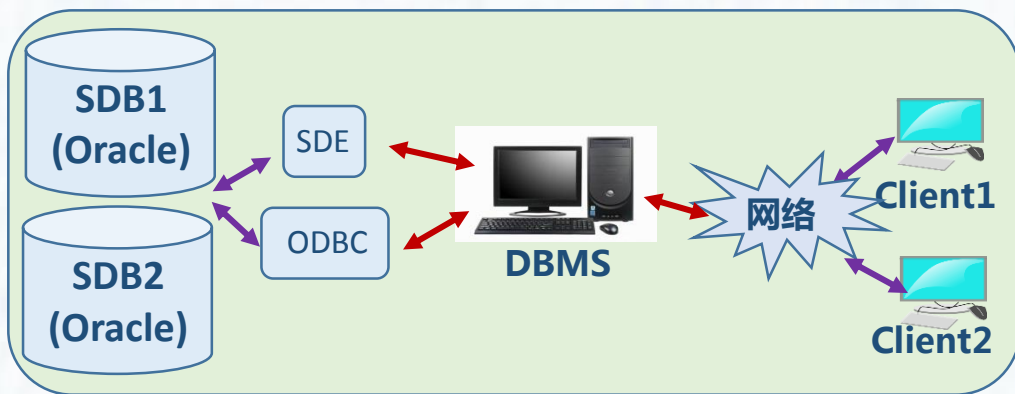 SDB1
(Oracle)
SDB2
(Oracle)
SDE
ODBC
DBMS
网络
Client1
Client2